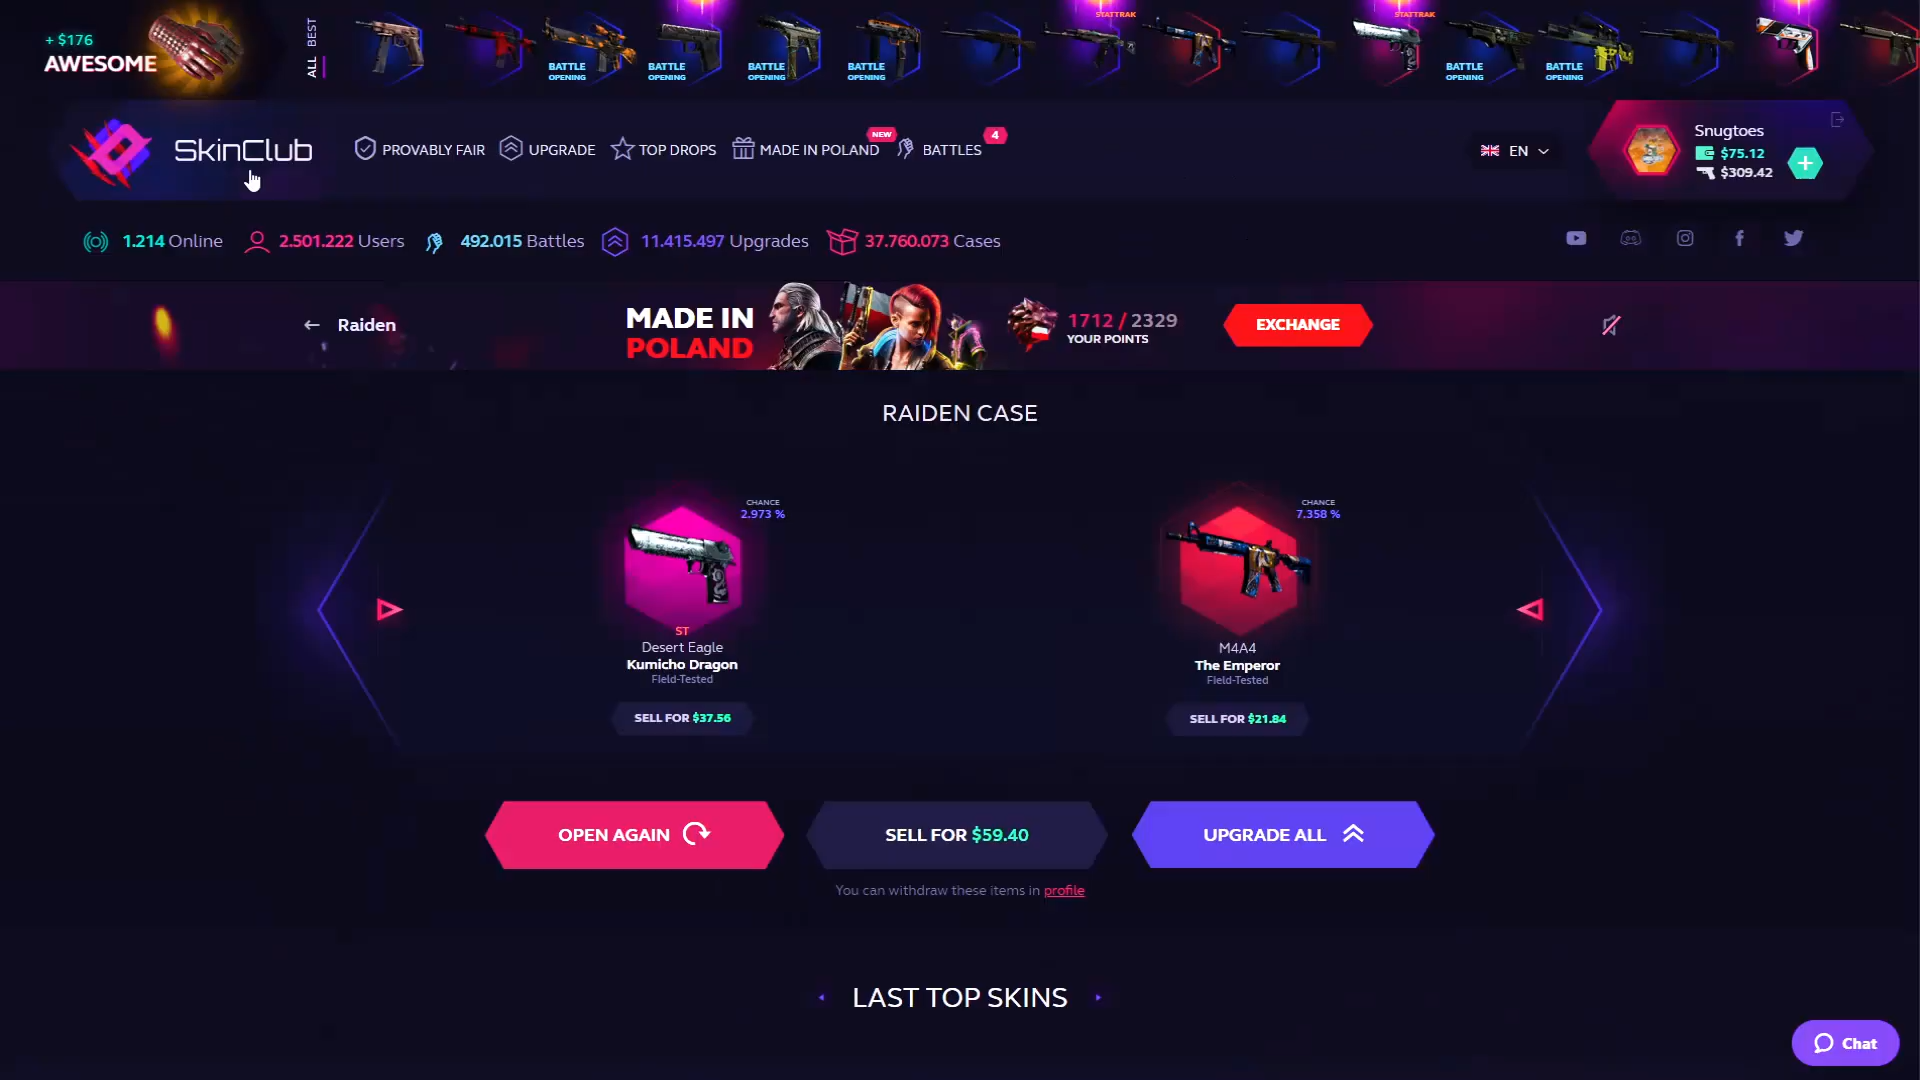 + $176
AWESOME
ALL BEST
BATTLE
OPENING
BATTLE
OPENING
BATTLE
OPENING
BATTLE
OPENING
STATTRAK
STATTRAK
BATTLE
OPENING
BATTLE
OPENING
SkinClub
PROVABLY FAIR
UPGRADE
TOP DROPS
MADE IN POLAND
NEW
BATTLES
4
EN
Snugtoes
$75.12
$309.42
1.214 Online
2.501.222 Users
492.015 Battles
11.415.497 Upgrades
37.760.073 Cases
Raiden
MADE IN
POLAND
1712 / 2329
YOUR POINTS
EXCHANGE
RAIDEN CASE
CHANCE
2.973 %
ST
Desert Eagle
Kumicho Dragon
Field-Tested
SELL FOR $37.56
CHANCE
7.358 %
M4A4
The Emperor
Field-Tested
SELL FOR $21.84
OPEN AGAIN
SELL FOR $59.40
UPGRADE ALL
You can withdraw these items in profile
LAST TOP SKINS
Chat